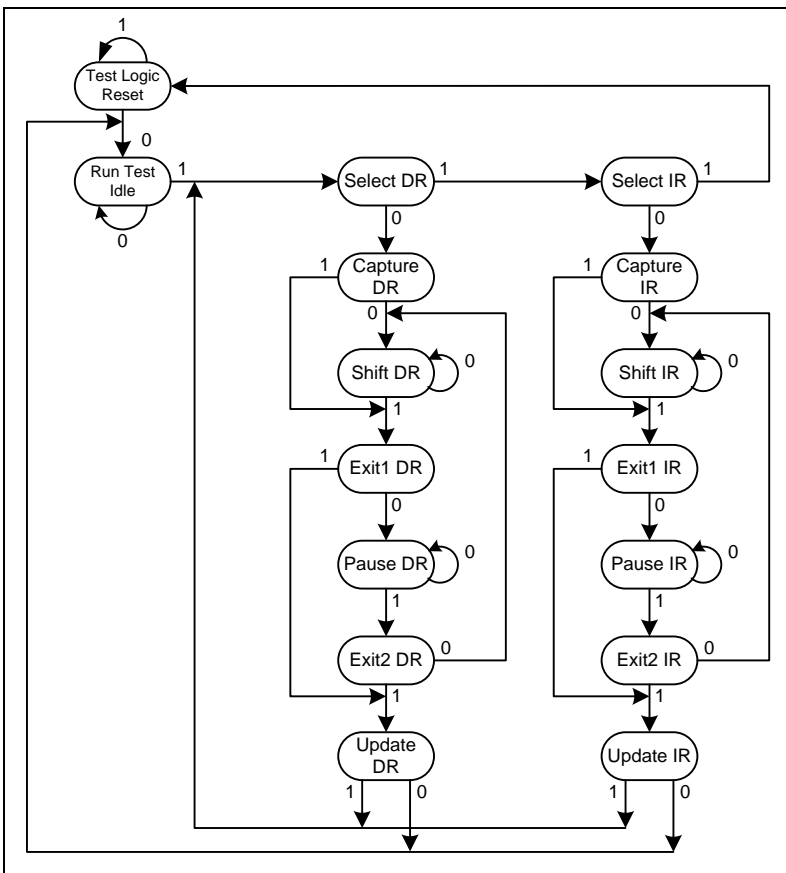 1
Test Logic
Reset
0
Run Test
Idle
1
0
Select DR
1
Select IR
1
0
0
1
Capture
DR
1
Capture
IR
0
0
Shift DR
0
Shift IR
0
1
1
1
Exit1 DR
1
Exit1 IR
0
0
Pause DR
0
Pause IR
0
1
1
Exit2 DR
0
Exit2 IR
0
1
1
Update
DR
Update IR
1
0
1
0